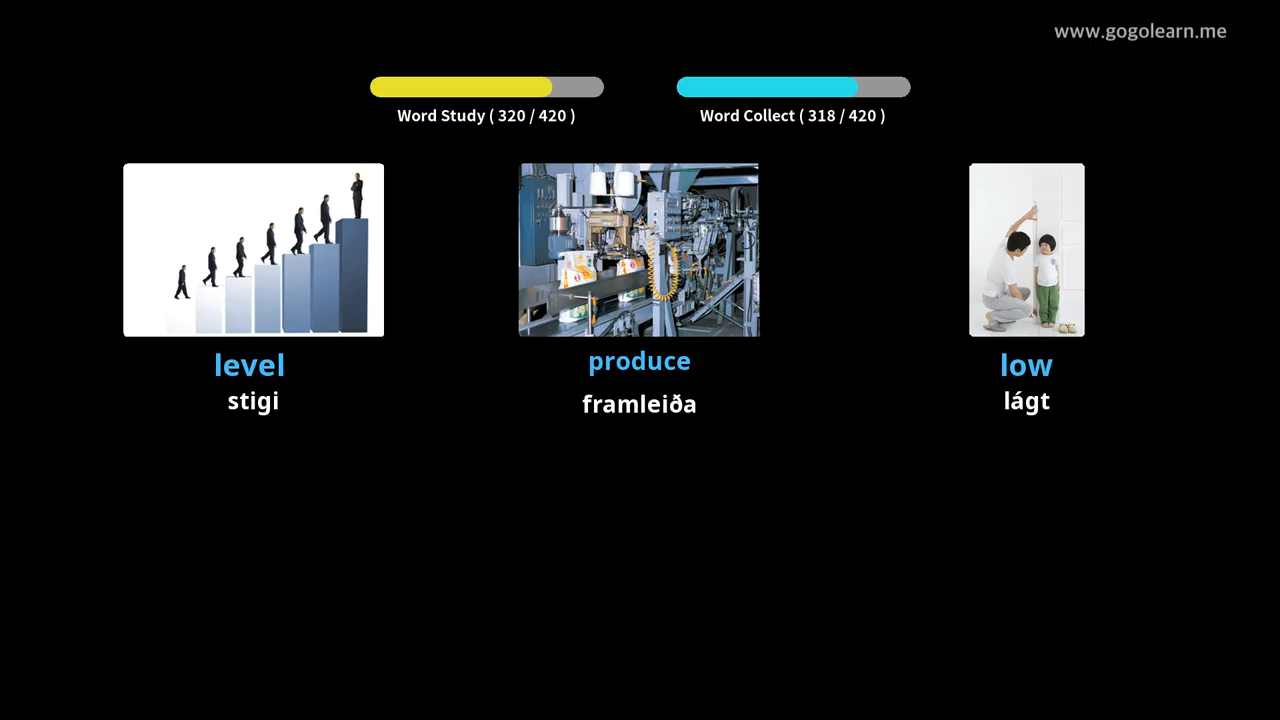 www.gogolearn.me
Word Study ( 320 / 420 )
Word Collect ( 318 / 420 )
level
stigi
produce
framleiða
low
lágt